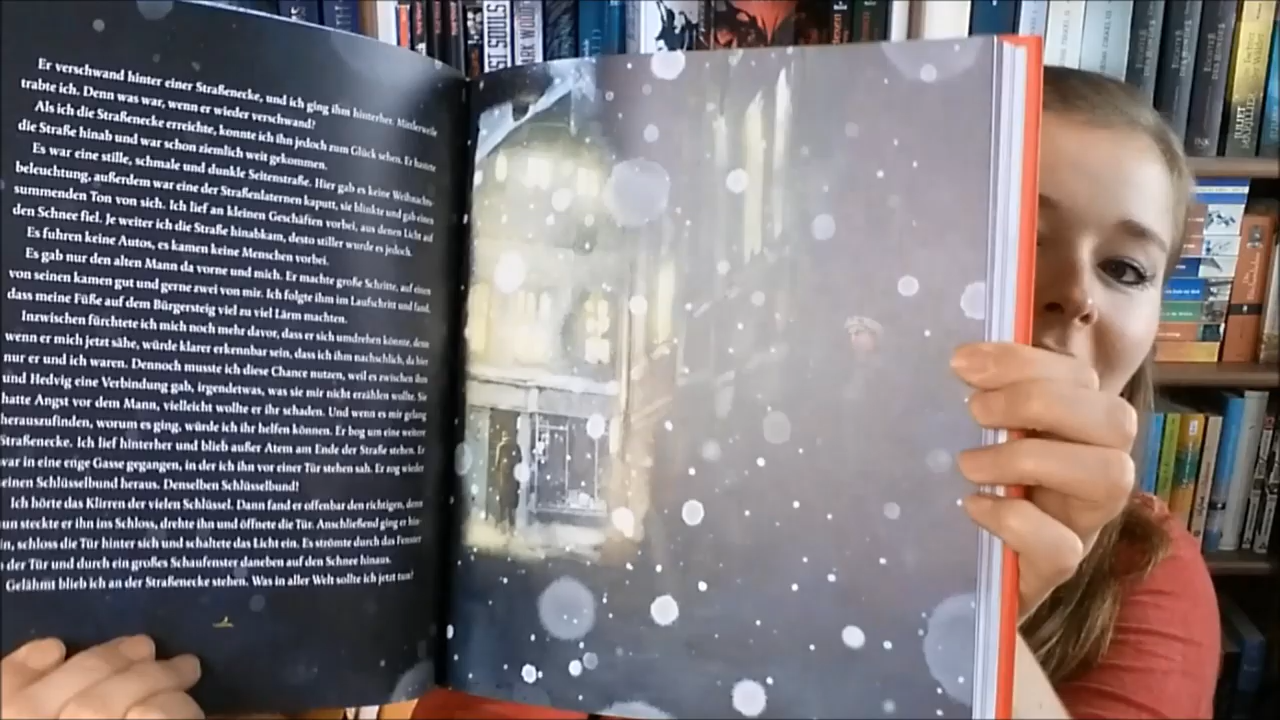 Er verschwand hinter einer Straßenecke, und ich ging ihm hinterher. Mittlerweile
trabte ich. Denn was war, wenn er wieder verschwand?
Als ich die Straßenecke erreichte, konnte ich ihn jedoch zum Glück sehen. Er hastete
die Straße hinab und war schon ziemlich weit gekommen.
Es war eine stille, schmale und dunkle Seitenstraße. Hier gab es keine Weihnachts-
beleuchtung, außerdem war eine der Straßenlaternen kaputt, sie blinkte und gab einen
summenden Ton von sich. Ich lief an kleinen Geschäften vorbei, aus denen Licht auf
den Schnee fiel. Je weiter ich die Straße hinabkam, desto stiller wurde es jedoch.
Es fuhren keine Autos, es kamen keine Menschen vorbei.
Es gab nur den alten Mann da vorne und mich. Er machte große Schritte, auf einen
von seinen kamen gut und gerne zwei von mir. Ich folgte ihm im Laufschritt und fand,
dass meine Füße auf dem Bürgersteig viel zu viel Lärm machten.
Inzwischen fürchtete ich mich noch mehr davor, dass er sich umdrehen könnte, denn
wenn er mich jetzt sähe, würde klarer erkennbar sein, dass ich ihm nachschlich, da hier
nur er und ich waren. Dennoch musste ich diese Chance nutzen, weil es zwischen ihm
und Hedvig eine Verbindung gab, irgendetwas, was sie mir nicht erzählen wollte. Sie
hatte Angst vor dem Mann, vielleicht wollte er ihr schaden. Und wenn es mir gelang
herauszufinden, worum es ging, würde ich ihr helfen können. Er bog um eine weitere
Straßenecke. Ich lief hinterher und blieb außer Atem am Ende der Straße stehen. Er
war in eine enge Gasse gegangen, in der ich ihn vor einer Tür stehen sah. Er zog wieder
einen Schlüsselbund heraus. Denselben Schlüsselbund!
Ich hörte das Klirren der vielen Schlüssel. Dann fand er offenbar den richtigen, denn
un steckte er ihn ins Schloss, drehte ihn und öffnete die Tür. Anschließend ging er hin-
in, schloss die Tür hinter sich und schaltete das Licht ein. Es strömte durch das Fenster
der Tür und durch ein großes Schaufenster daneben auf den Schnee hinaus.
Gelähmt blieb ich an der Straßenecke stehen. Was in aller Welt sollte ich jetzt tun?
ST SOULS
ARK WOOD
JULIET
MARILLIER